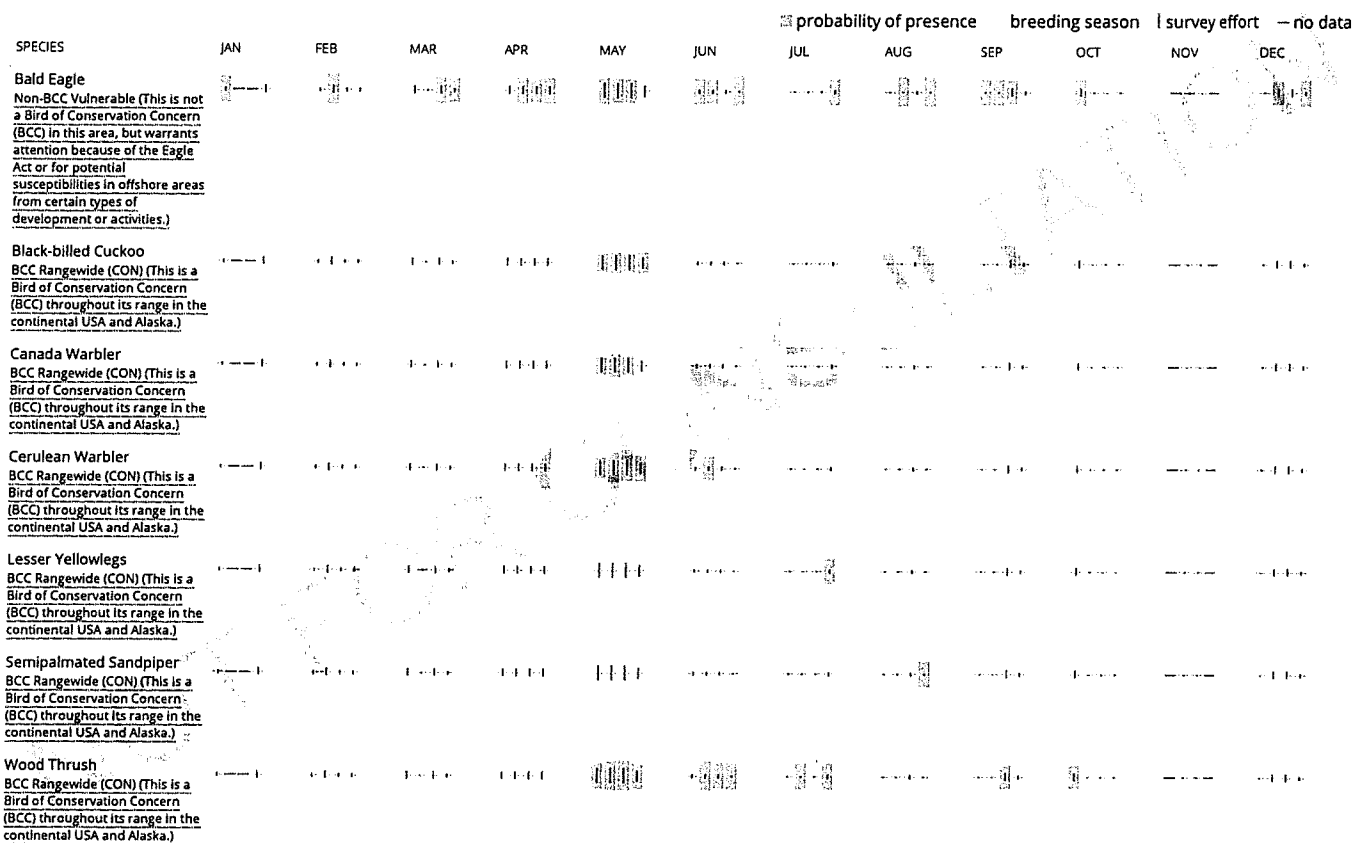 probability of presence breeding season survey effort no data
SPECIES JAN FEB MAR APR MAY JUN JUL AUG SEP OCT NOV DEC
Bald Eagle
Non-BCC Vulnerable (This is not
a Bird of Conservation Concern
(BCC) in this area, but warrants
attention because of the Eagle
Act or for potential
susceptibilities in offshore areas
from certain types of
development or activities.)
Black-billed Cuckoo
BCC Rangewide (CON) (This is a
Bird of Conservation Concern
(BCC) throughout its range in the
continental USA and Alaska.)
Canada Warbler
BCC Rangewide (CON) (This is a
Bird of Conservation Concern
(BCC) throughout its range in the
continental USA and Alaska.)
Cerulean Warbler
BCC Rangewide (CON) (This is a
Bird of Conservation Concern
(BCC) throughout its range in the
continental USA and Alaska.)
Lesser Yellowlegs
BCC Rangewide (CON) (This is a
Bird of Conservation Concern
(BCC) throughout its range in the
continental USA and Alaska.)
Semipalmated Sandpiper
BCC Rangewide (CON) (This is a
Bird of Conservation Concern
(BCC) throughout its range in the
continental USA and Alaska.)
Wood Thrush
BCC Rangewide (CON) (This is a
Bird of Conservation Concern
(BCC) throughout its range in the
continental USA and Alaska.)